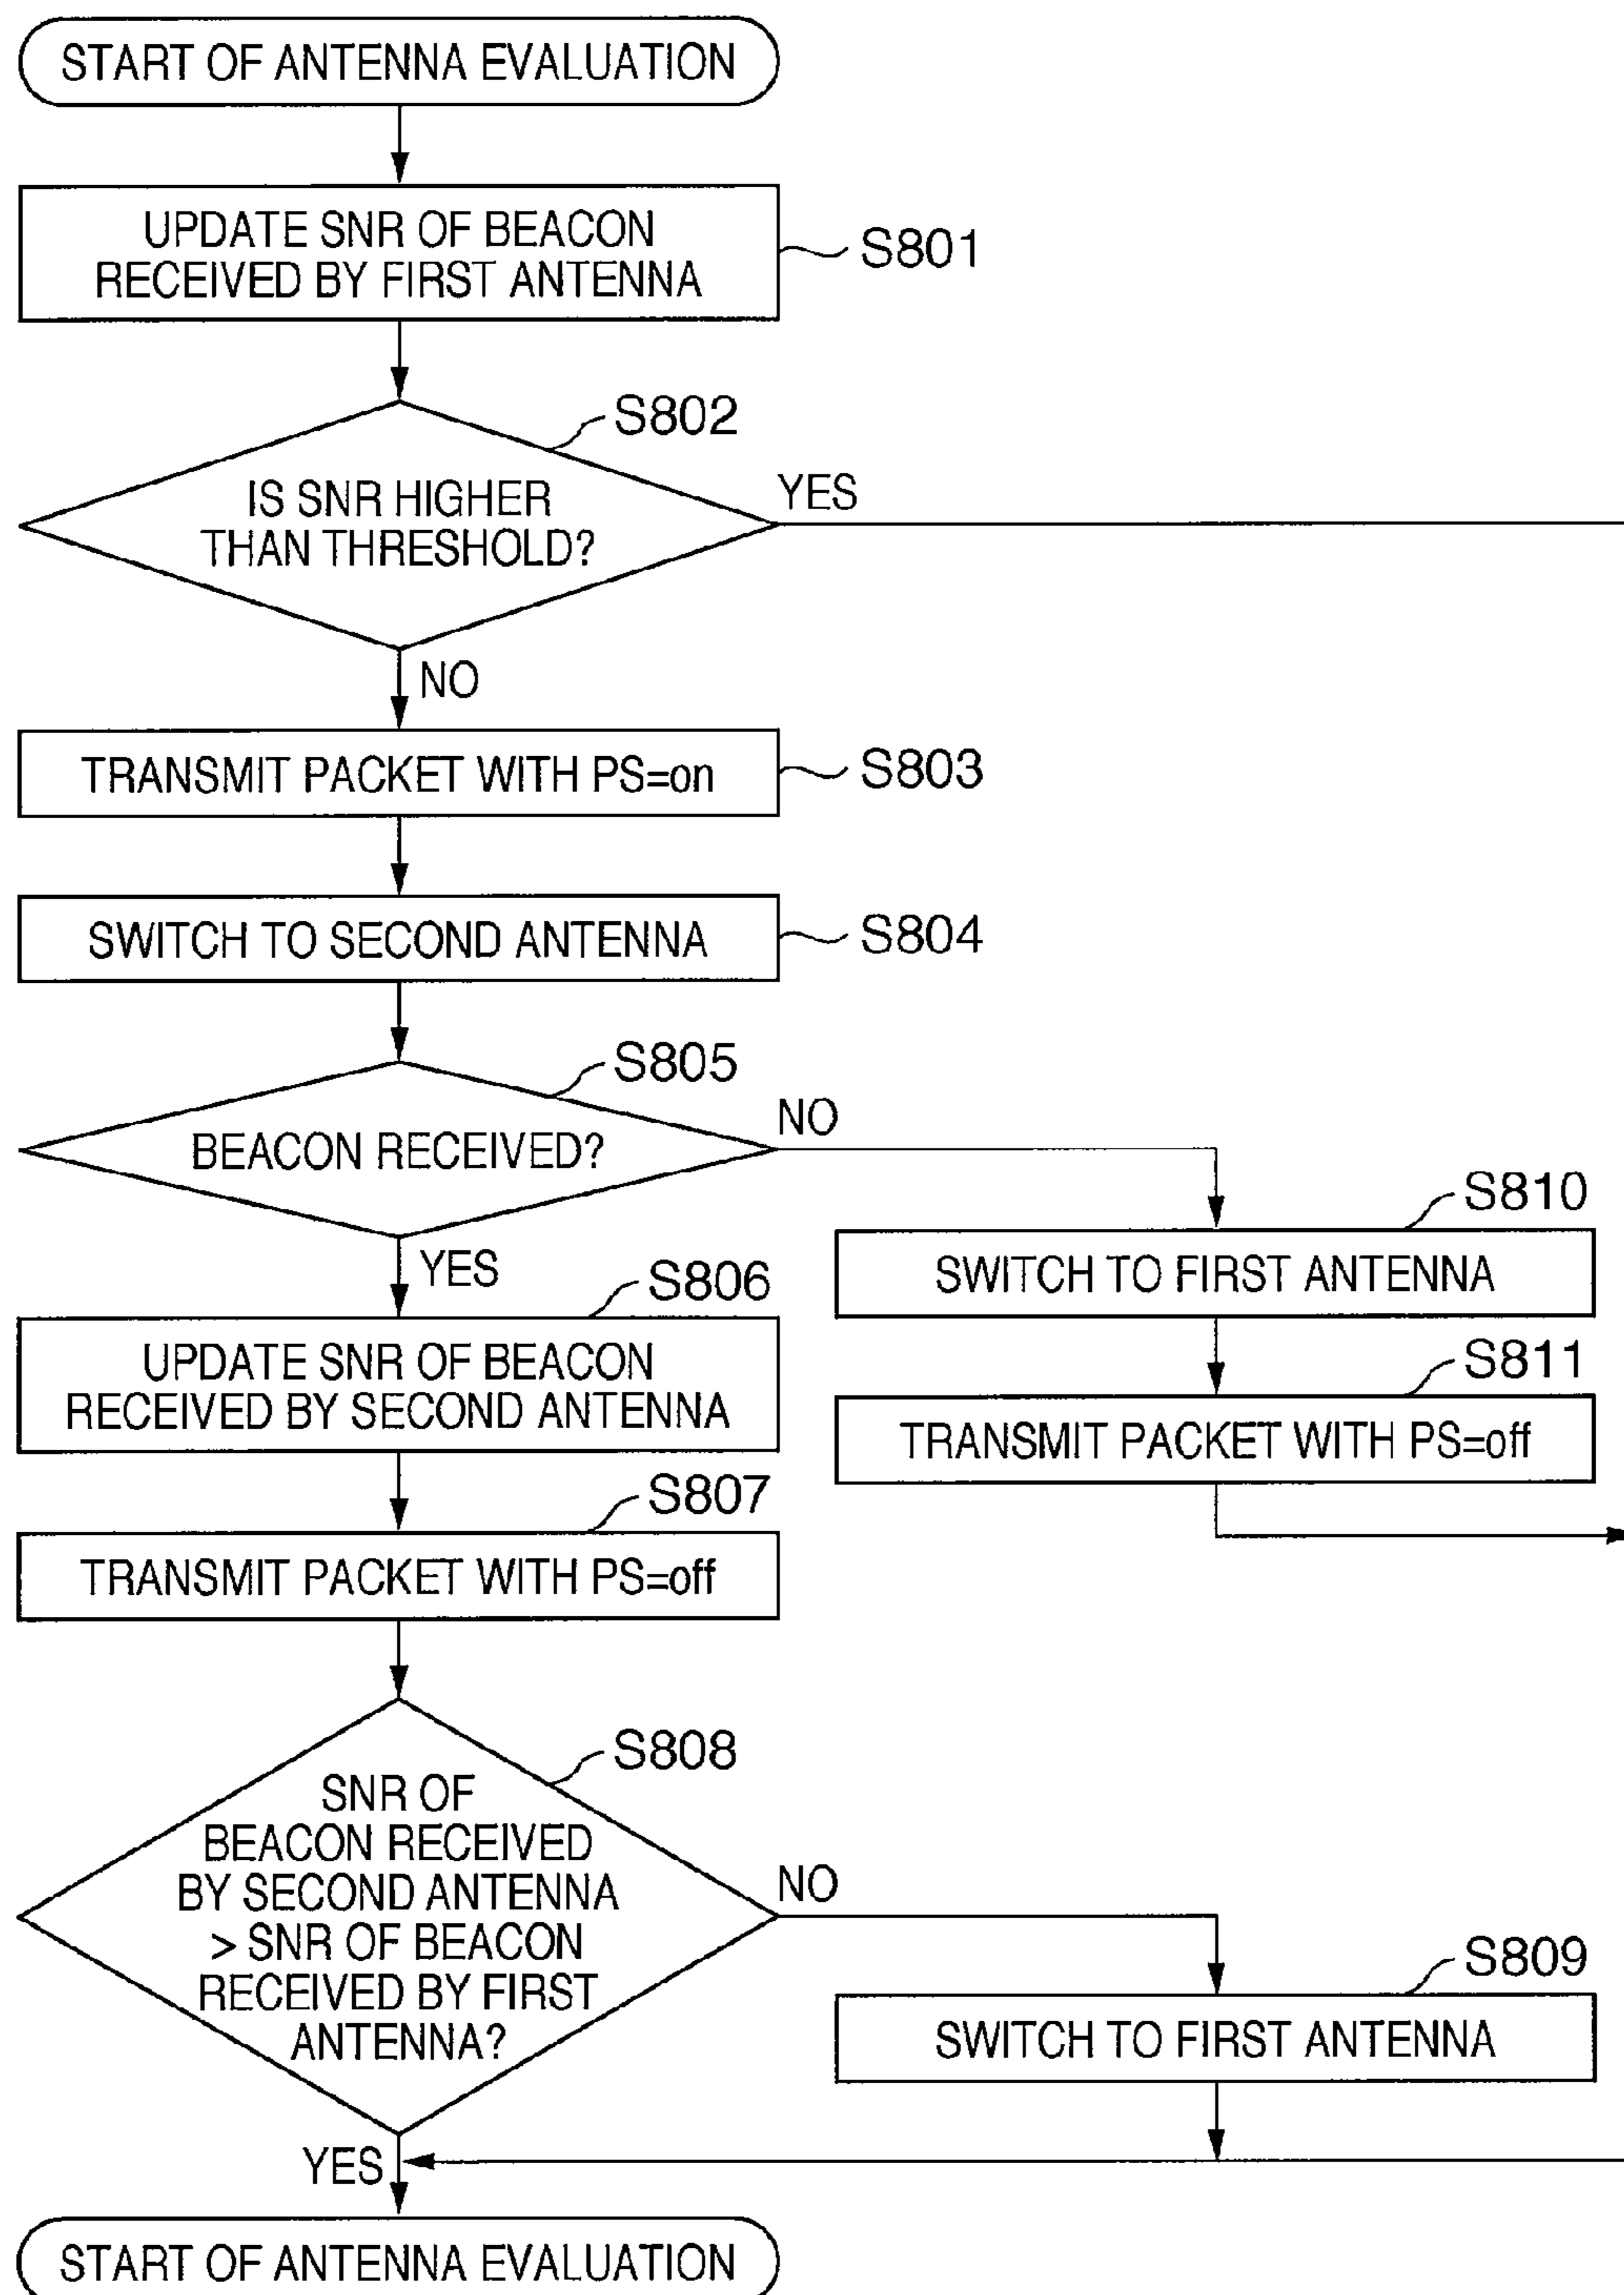 START OF ANTENNA EVALUATION
UPDATE SNR OF BEACON
RECEIVED BY FIRST ANTENNA
S801
S802
IS SNR HIGHER
THAN THRESHOLD?
YES
NO
TRANSMIT PACKET WITH PS=on
S803
SWITCH TO SECOND ANTENNA
S804
S805
BEACON RECEIVED?
NO
YES
S810
SWITCH TO FIRST ANTENNA
S806
UPDATE SNR OF BEACON
RECEIVED BY SECOND ANTENNA
S811
TRANSMIT PACKET WITH PS=off
S807
TRANSMIT PACKET WITH PS=off
S808
SNR OF
BEACON RECEIVED
BY SECOND ANTENNA
> SNR OF BEACON
RECEIVED BY FIRST
ANTENNA?
NO
S809
SWITCH TO FIRST ANTENNA
YES
START OF ANTENNA EVALUATION